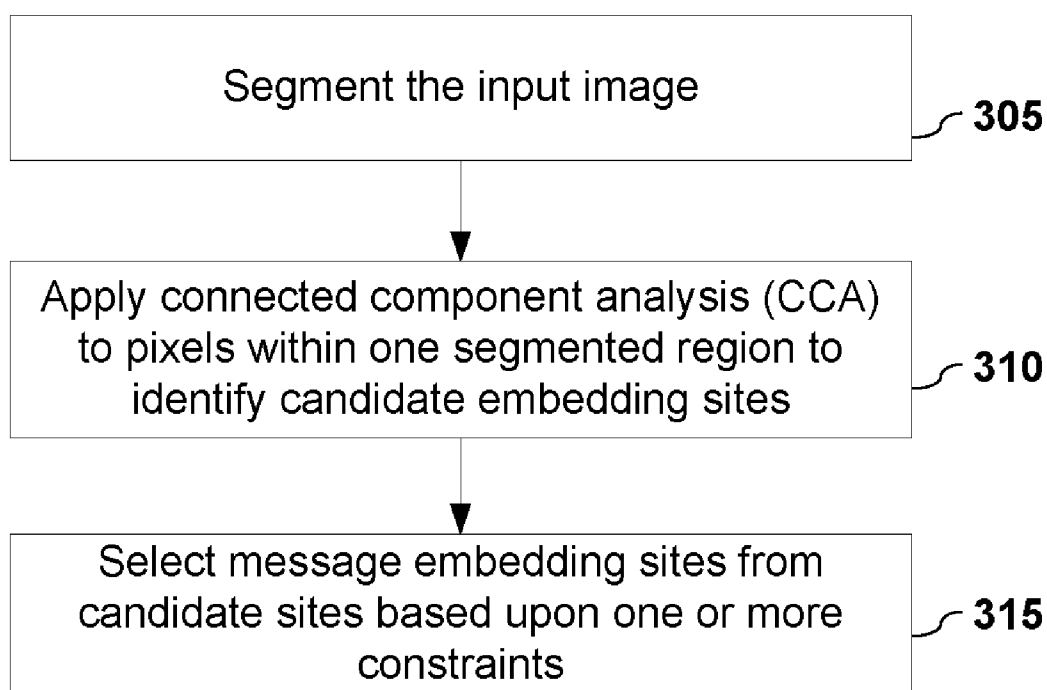 Segment the input image
305
Apply connected component analysis (CCA)
to pixels within one segmented region to
identify candidate embedding sites
310
Select message embedding sites from
candidate sites based upon one or more
constraints
315